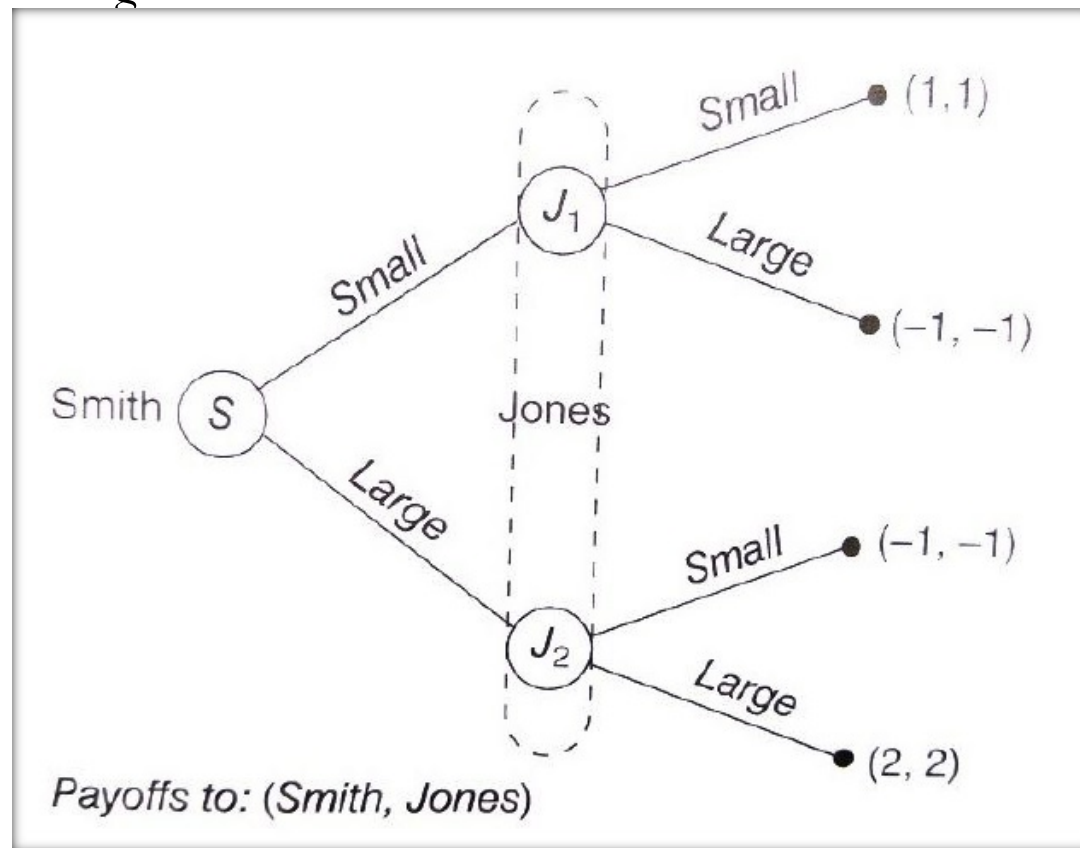 Small (1,1)
J1
Large
Small
(−1, −1)
Smith S
Jones
Large
Small (−1, −1)
J2
Large
(2, 2)
Payoffs to: (Smith, Jones)